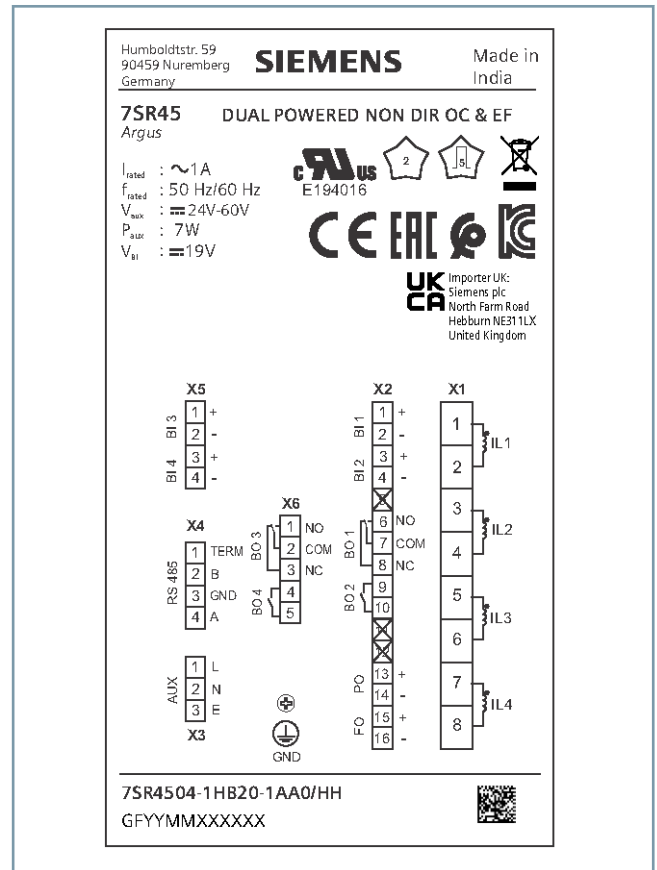 Humboldtstr. 59
90459 Nuremberg
Germany
SIEMENS
Made in
India
7SR45 DUAL POWERED NON DIR OC & EF
Argus
Irated : ~1A
frated : 50 Hz/60 Hz
Vaux : ⎓24V-60V
Paux : 7W
VBI : ⎓19V
c RU us
E194016
2
5
CE EAC
UK
CA
Importer UK:
Siemens plc
North Farm Road
Hebburn NE311LX
United Kingdom
X5
BI 3
1 +
2 -
BI 4
3 +
4 -
X4
RS 485
1 TERM
2 B
3 GND
4 A
AUX
1 L
2 N
3 E
X3
X6
BO 3
1 NO
2 COM
3 NC
BO 4
4
5
GND
X2
BI 1
1 +
2 -
BI 2
3 +
4 -
BO 1
6 NO
7 COM
8 NC
BO 2
9
10
PO
13 +
14 -
FO
15 +
16 -
X1
1
2
IL1
3
4
IL2
5
6
IL3
7
8
IL4
7SR4504-1HB20-1AA0/HH
GFYYMMXXXXXX